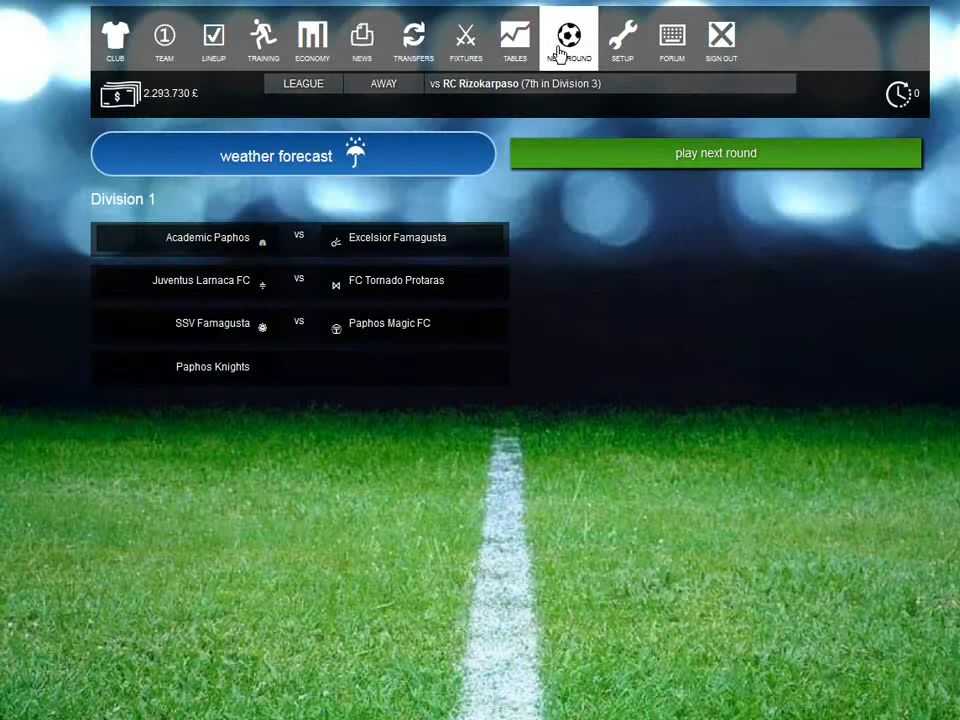 CLUB TEAM LINEUP TRAINING ECONOMY NEWS TRANSFERS FIXTURES TABLES SETUP FORUM SIGN OUT
2.293.730 £ LEAGUE AWAY vs RC Rizokarpaso (7th in Division 3) 0
weather forecast play next round
Division 1
Academic Paphos vs Excelsior Famagusta
Juventus Larnaca FC vs FC Tornado Protaras
SSV Famagusta vs Paphos Magic FC
Paphos Knights